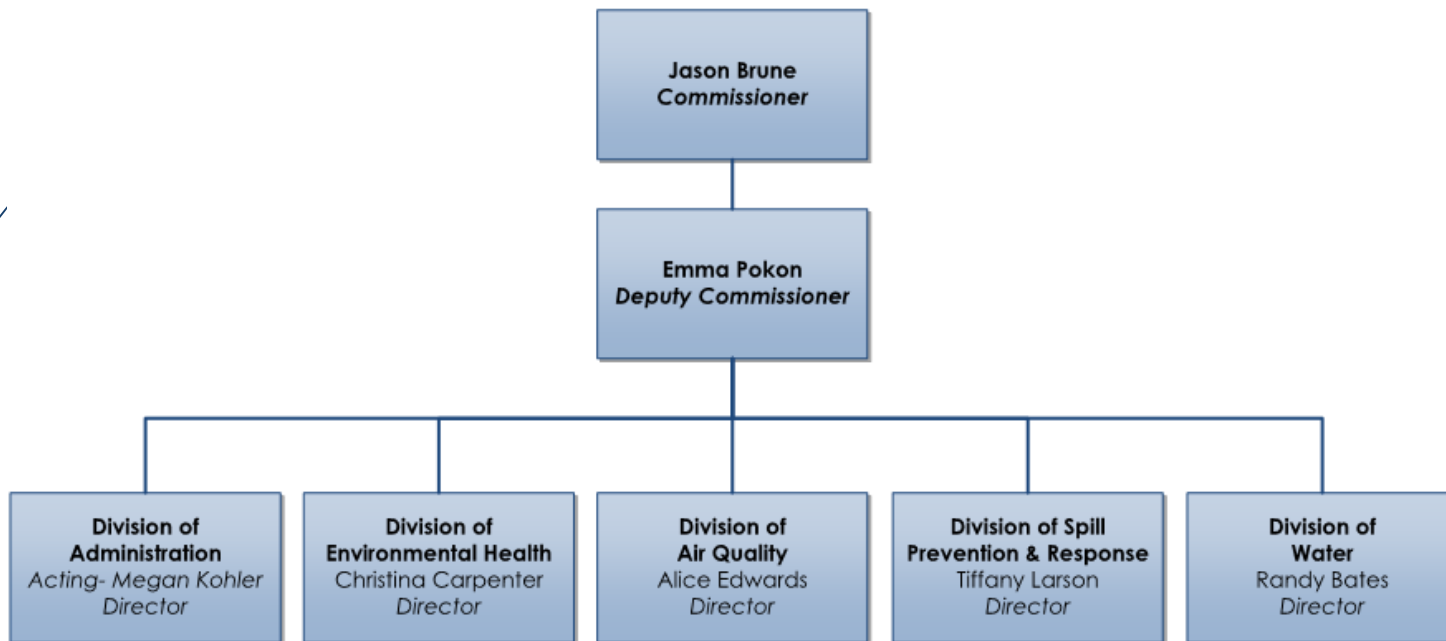 Jason Brune
Commissioner
Emma Pokon
Deputy Commissioner
Division of
Administration
Acting- Megan Kohler
Director
Division of
Environmental Health
Christina Carpenter
Director
Division of
Air Quality
Alice Edwards
Director
Division of Spill
Prevention & Response
Tiffany Larson
Director
Division of
Water
Randy Bates
Director